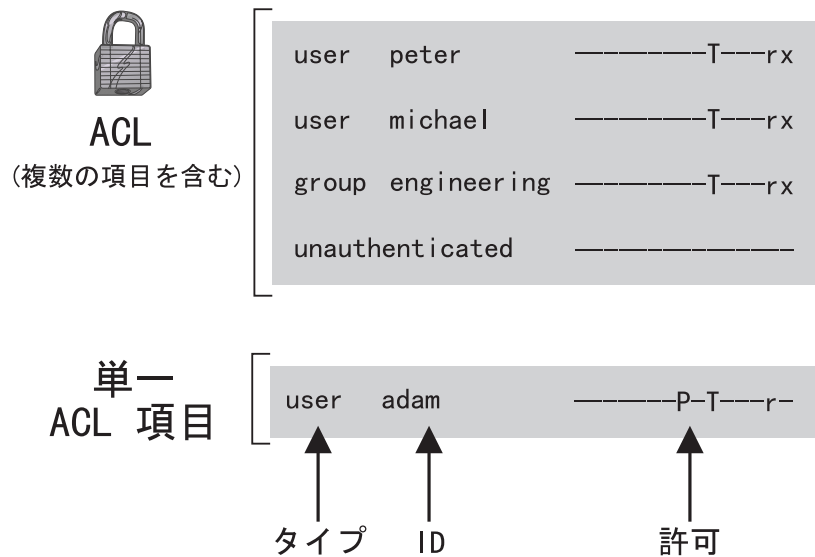 ACL
(複数の項目を含む)
user peter ---------T---rx
user michael ---------T---rx
group engineering ---------T---rx
unauthenticated ---------------
単一
ACL 項目
user adam -------P-T---r-
タイプ ID 許可